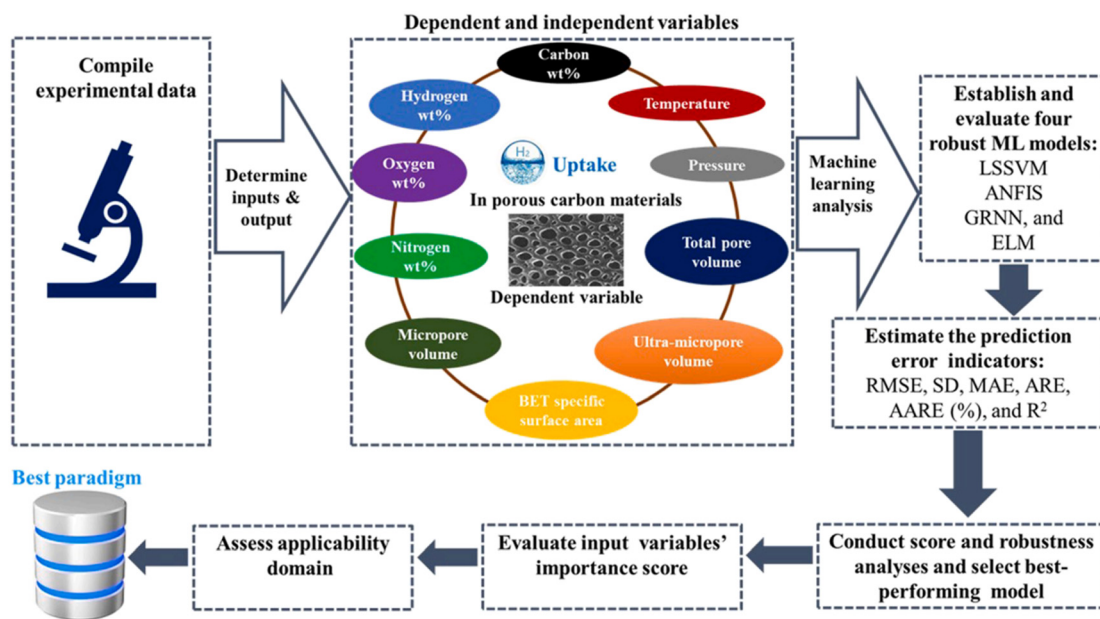 Compile
experimental data
Determine
inputs &
output
Dependent and independent variables
Carbon
wt%
Hydrogen
wt%
Temperature
Oxygen
wt%
H2
Uptake
Pressure
In porous carbon materials
Nitrogen
wt%
Total pore
volume
Dependent variable
Micropore
volume
Ultra-micropore
volume
BET specific
surface area
Machine
learning
analysis
Establish and
evaluate four
robust ML models:
LSSVM
ANFIS
GRNN, and
ELM
Estimate the prediction
error indicators:
RMSE, SD, MAE, ARE,
AARE (%), and R²
Conduct score and robustness
analyses and select best-
performing model
Evaluate input variables’
importance score
Assess applicability
domain
Best paradigm